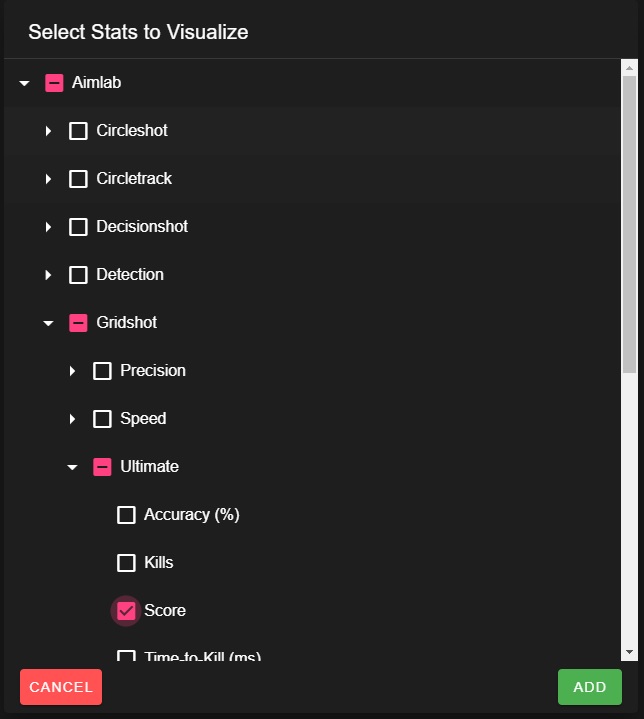 Select Stats to Visualize
Aimlab
Circleshot
Circletrack
Decisionshot
Detection
Gridshot
Precision
Speed
Ultimate
Accuracy (%)
Kills
Score
Time-to-Kill (ms)
CANCEL
ADD